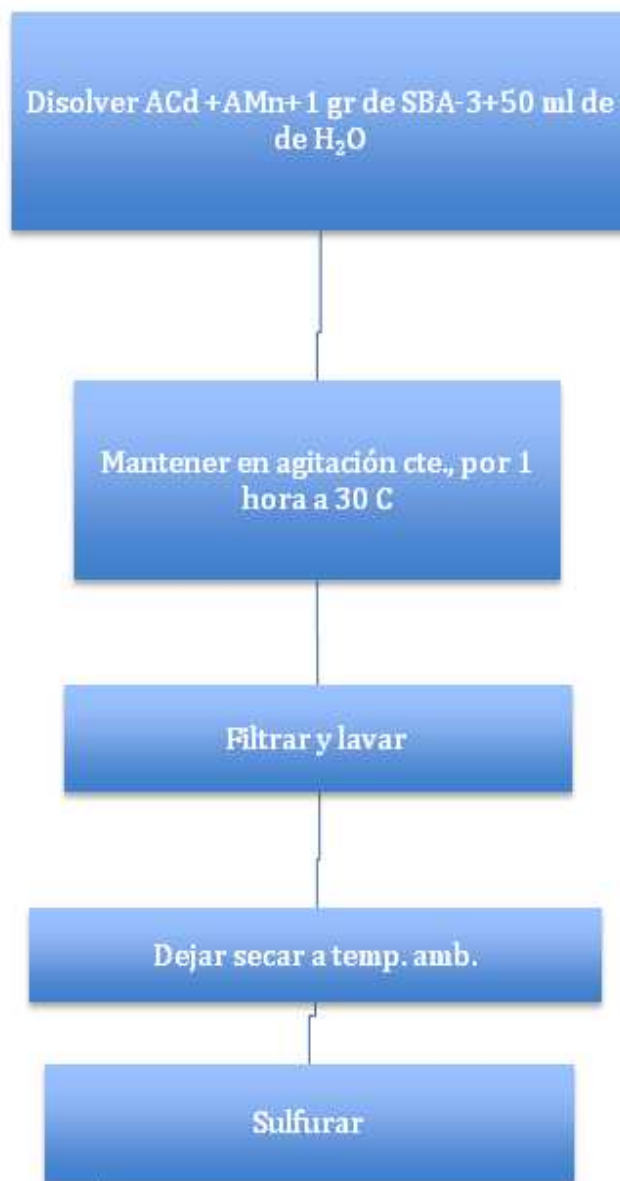 Disolver ACd +AMn+1 gr de SBA-3+50 ml de
de H₂O
Mantener en agitación cte., por 1
hora a 30 C
Filtrar y lavar
Dejar secar a temp. amb.
Sulfurar